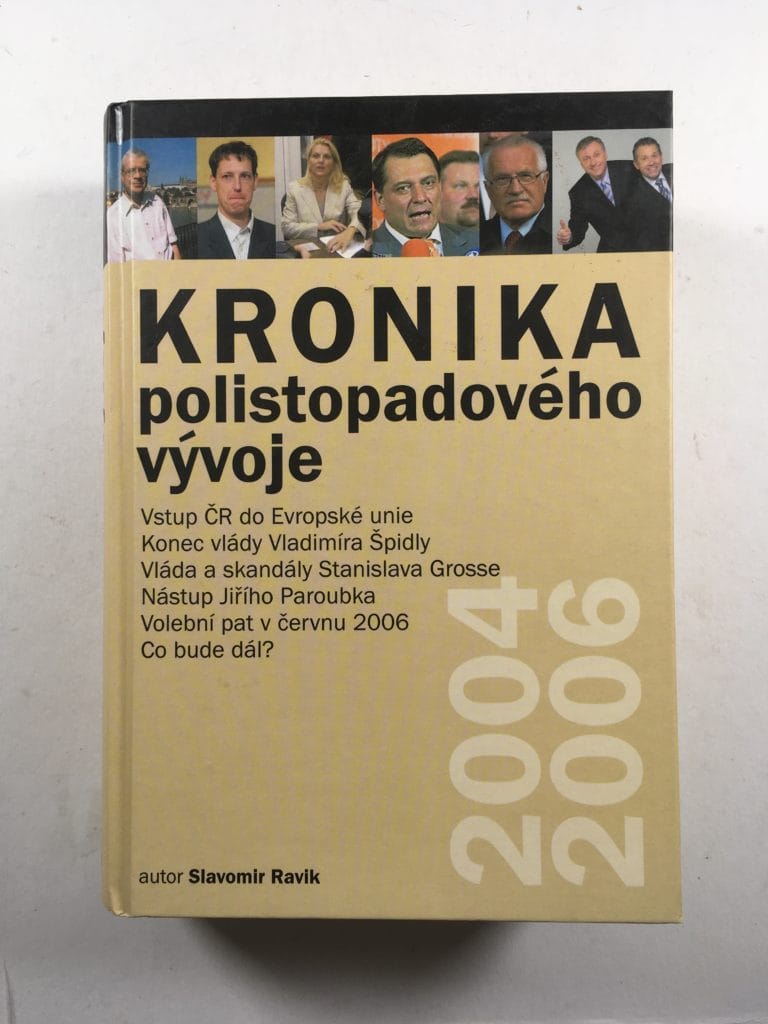 KRONIKA
polistopadového
vývoje
Vstup ČR do Evropské unie
Konec vlády Vladimíra Špidly
Vláda a skandály Stanislava Grosse
Nástup Jiřího Paroubka
Volební pat v červnu 2006
Co bude dál?
2004
2006
autor Slavomir Ravik